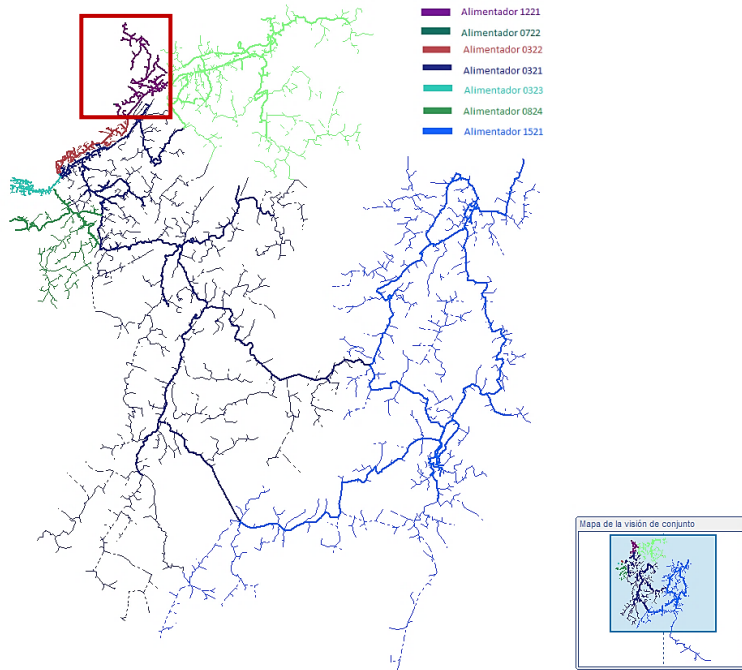 Alimentador 1221
Alimentador 0722
Alimentador 0322
Alimentador 0321
Alimentador 0323
Alimentador 0824
Alimentador 1521
Mapa de la visión de conjunto